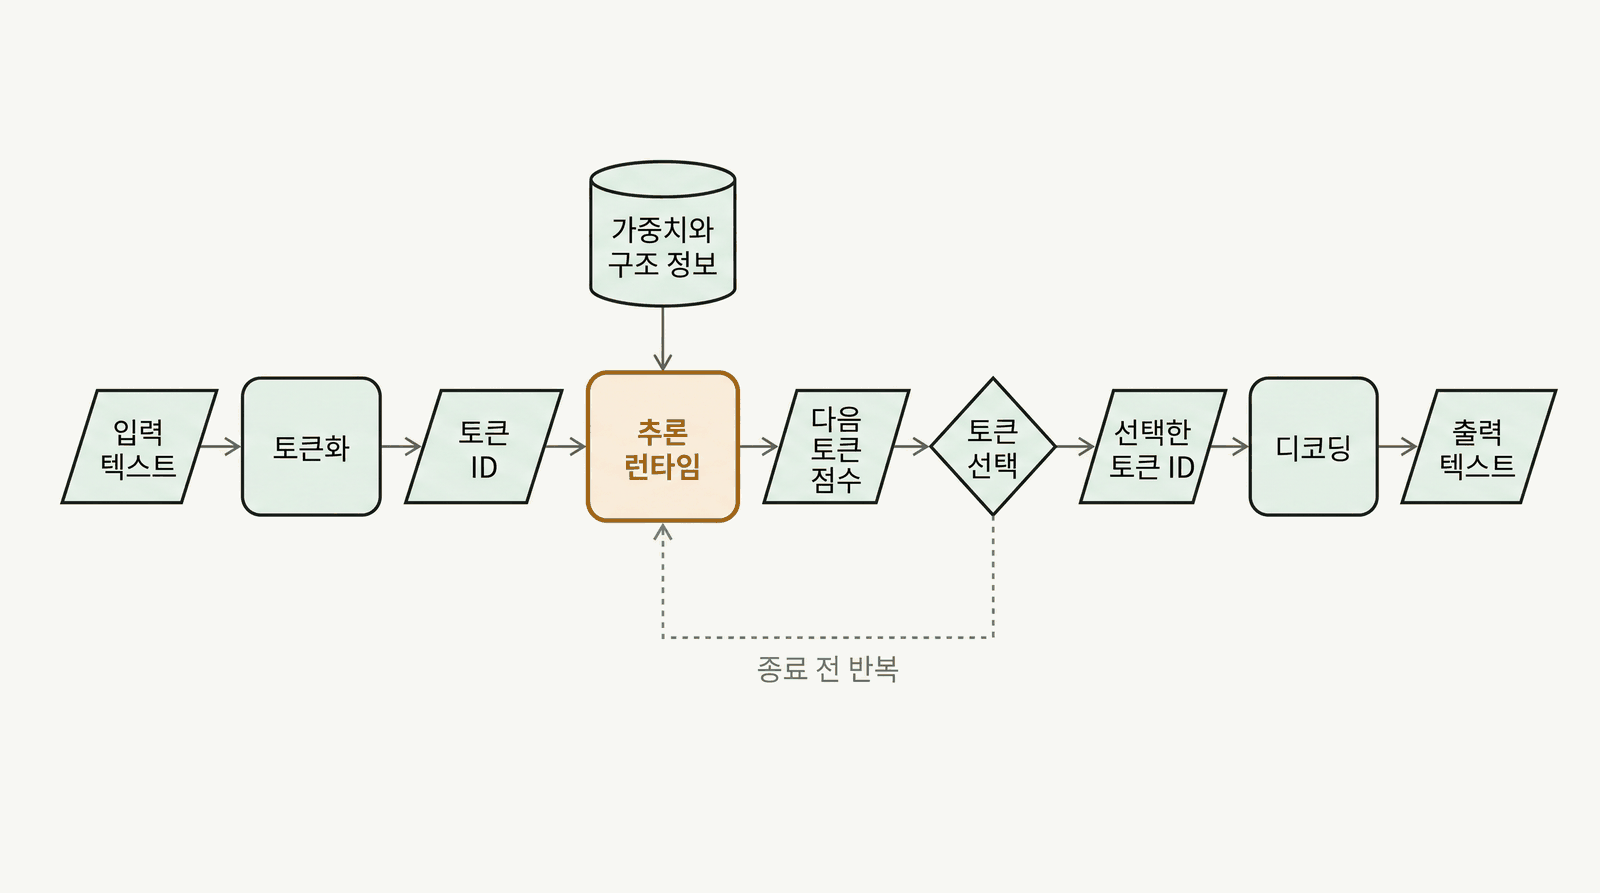 가중치와
구조 정보
입력
텍스트
토큰화
토큰
ID
추론
런타임
다음
토큰
점수
토큰
선택
선택한
토큰 ID
디코딩
출력
텍스트
종료 전 반복